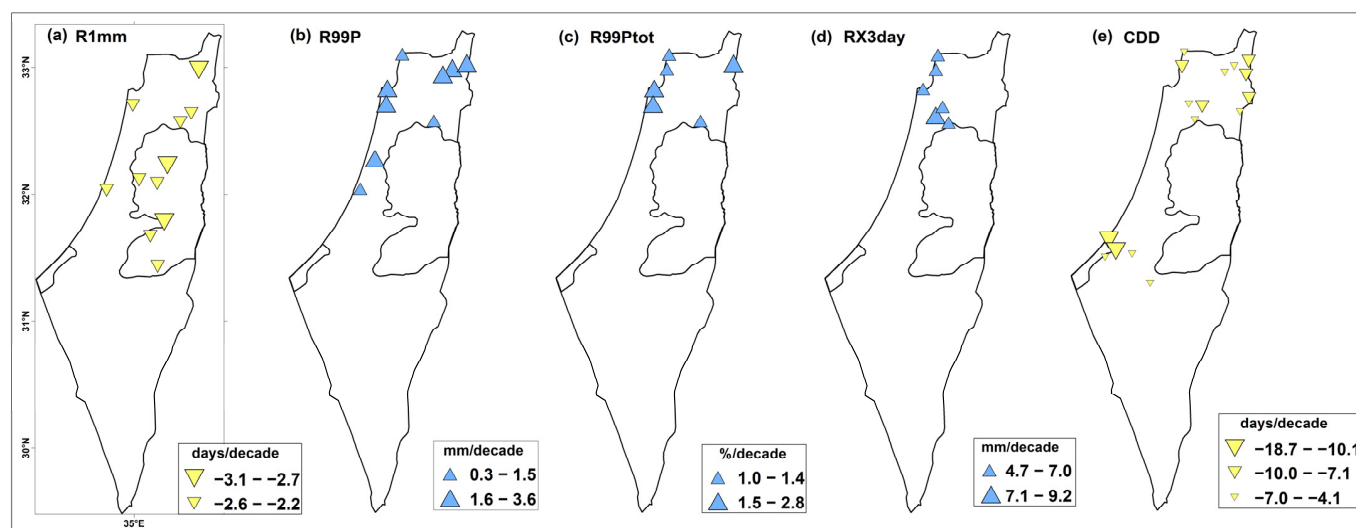 (a) R1mm
(b) R99P
(c) R99Ptot
(d) RX3day
(e) CDD
33°N
32°N
31°N
30°N
35°E
days/decade
−3.1 – −2.7
−2.6 – −2.2
mm/decade
0.3 – 1.5
1.6 – 3.6
%/decade
1.0 – 1.4
1.5 – 2.8
mm/decade
4.7 – 7.0
7.1 – 9.2
days/decade
−18.7 – −10.1
−10.0 – −7.1
−7.0 – −4.1